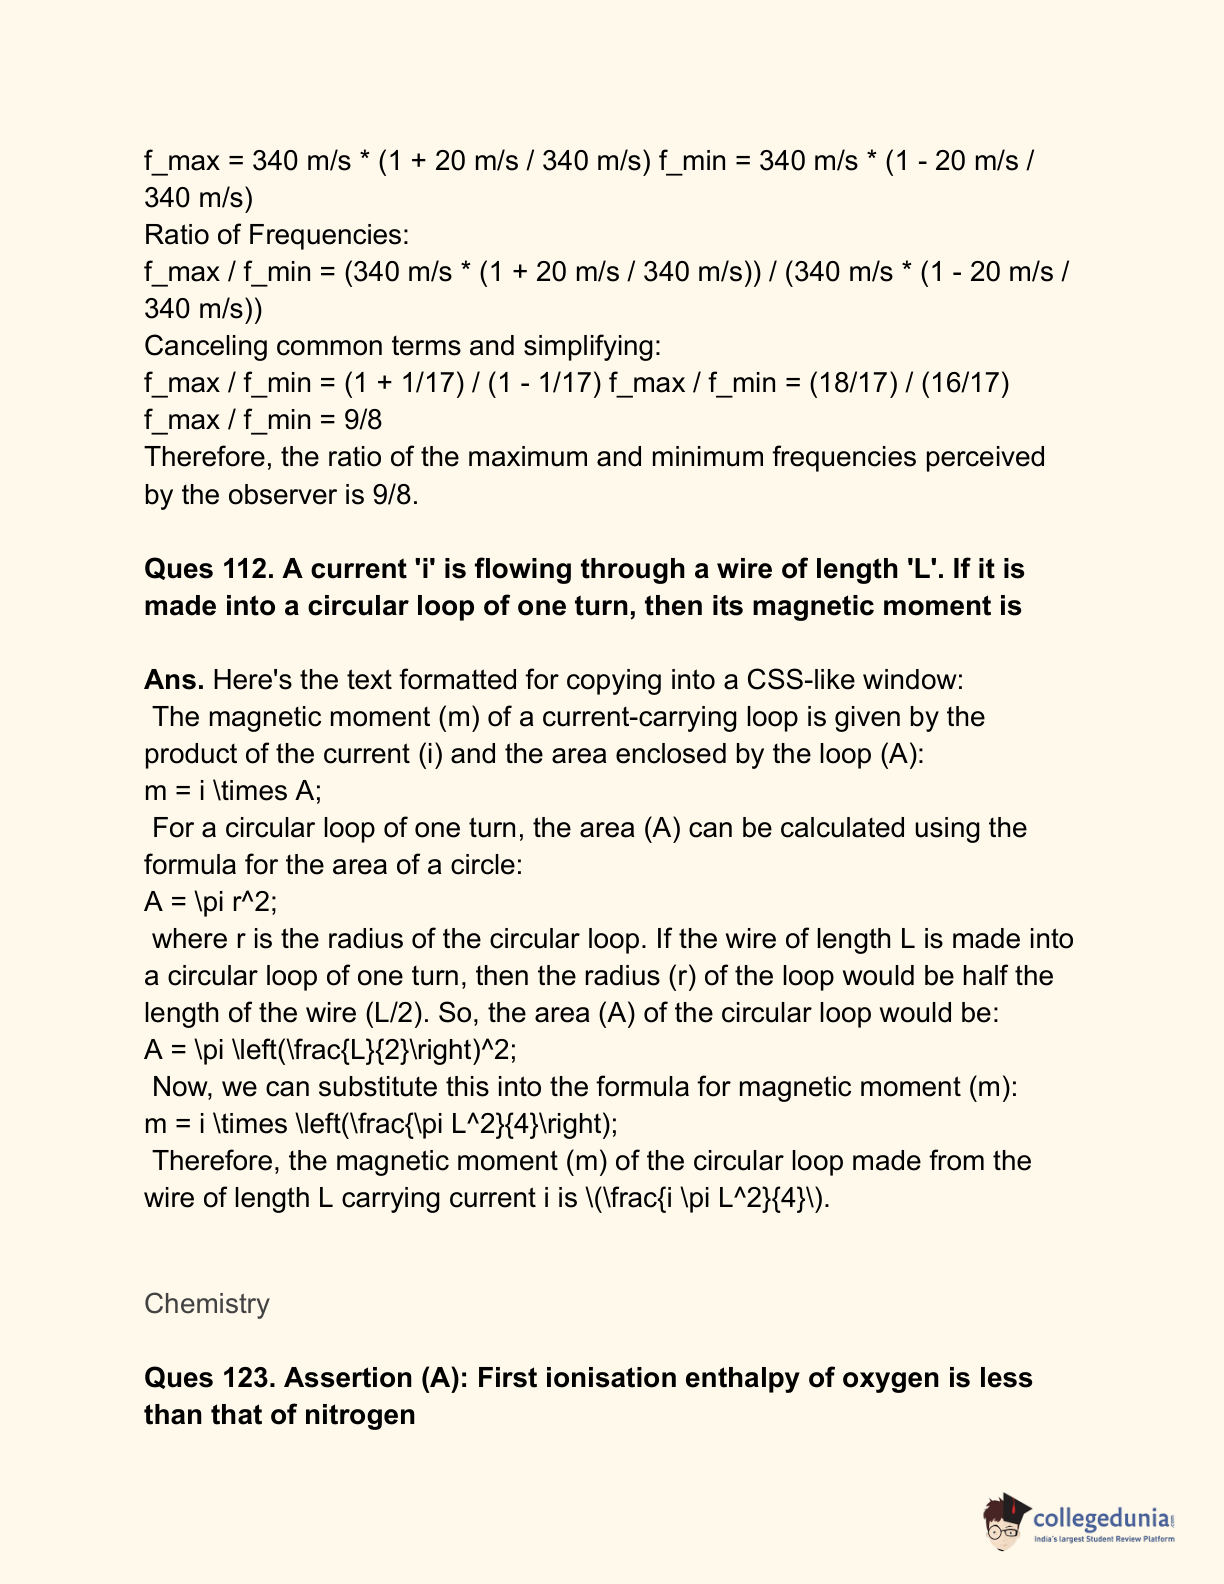 f_max = 340 m/s * (1 + 20 m/s / 340 m/s) f_min = 340 m/s * (1 - 20 m/s /
340 m/s)
Ratio of Frequencies:
f_max / f_min = (340 m/s * (1 + 20 m/s / 340 m/s)) / (340 m/s * (1 - 20 m/s /
340 m/s))
Canceling common terms and simplifying:
f_max / f_min = (1 + 1/17) / (1 - 1/17) f_max / f_min = (18/17) / (16/17)
f_max / f_min = 9/8
Therefore, the ratio of the maximum and minimum frequencies perceived
by the observer is 9/8.
Ques 112. A current 'i' is flowing through a wire of length 'L'. If it is
made into a circular loop of one turn, then its magnetic moment is
Ans. Here's the text formatted for copying into a CSS-like window:
The magnetic moment (m) of a current-carrying loop is given by the
product of the current (i) and the area enclosed by the loop (A):
m = i \times A;
For a circular loop of one turn, the area (A) can be calculated using the
formula for the area of a circle:
A = \pi r^2;
where r is the radius of the circular loop. If the wire of length L is made into
a circular loop of one turn, then the radius (r) of the loop would be half the
length of the wire (L/2). So, the area (A) of the circular loop would be:
A = \pi \left(\frac{L}{2}\right)^2;
Now, we can substitute this into the formula for magnetic moment (m):
m = i \times \left(\frac{\pi L^2}{4}\right);
Therefore, the magnetic moment (m) of the circular loop made from the
wire of length L carrying current i is \(\frac{i \pi L^2}{4}\).
Chemistry
Ques 123. Assertion (A): First ionisation enthalpy of oxygen is less
than that of nitrogen
collegedunia.com
India's largest Student Review Platform